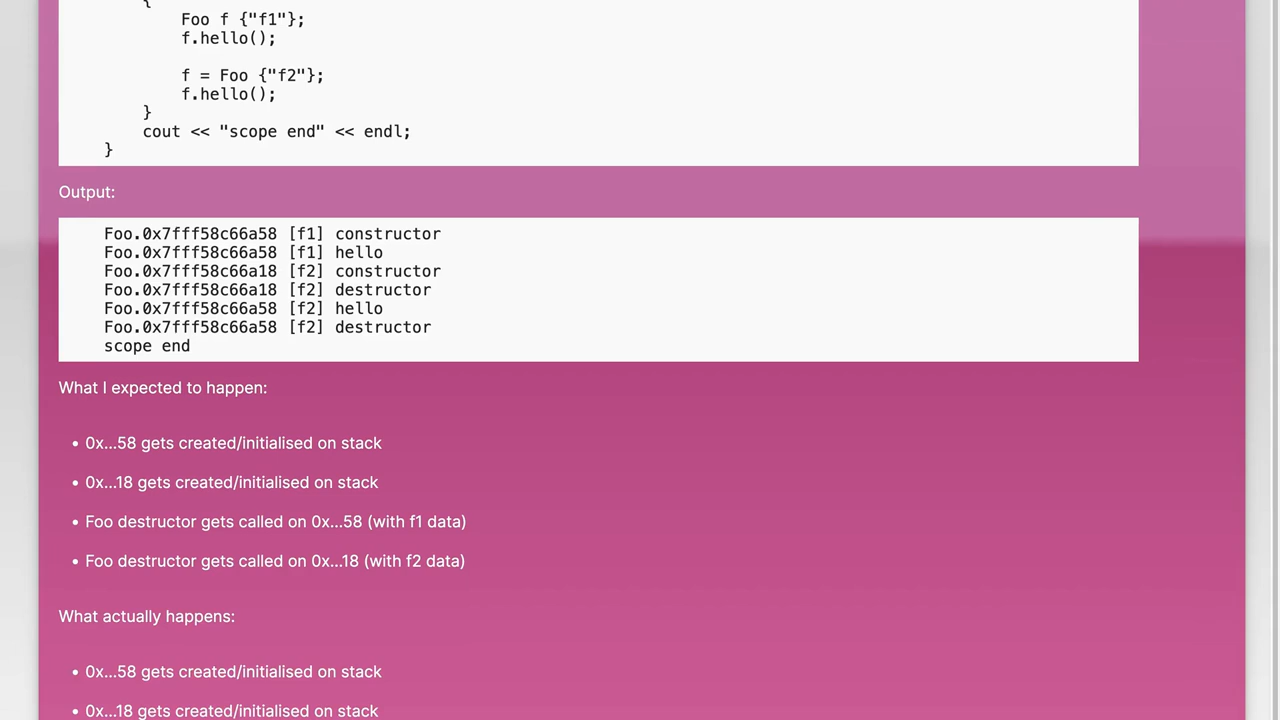 {
Foo f {"f1"};
f.hello();
f = Foo {"f2"};
f.hello();
}
cout << "scope end" << endl;
}
Output:
Foo.0x7fff58c66a58 [f1] constructor
Foo.0x7fff58c66a58 [f1] hello
Foo.0x7fff58c66a18 [f2] constructor
Foo.0x7fff58c66a18 [f2] destructor
Foo.0x7fff58c66a58 [f2] hello
Foo.0x7fff58c66a58 [f2] destructor
scope end
What I expected to happen:
• 0x...58 gets created/initialised on stack
• 0x...18 gets created/initialised on stack
• Foo destructor gets called on 0x...58 (with f1 data)
• Foo destructor gets called on 0x...18 (with f2 data)
What actually happens:
• 0x...58 gets created/initialised on stack
• 0x...18 gets created/initialised on stack